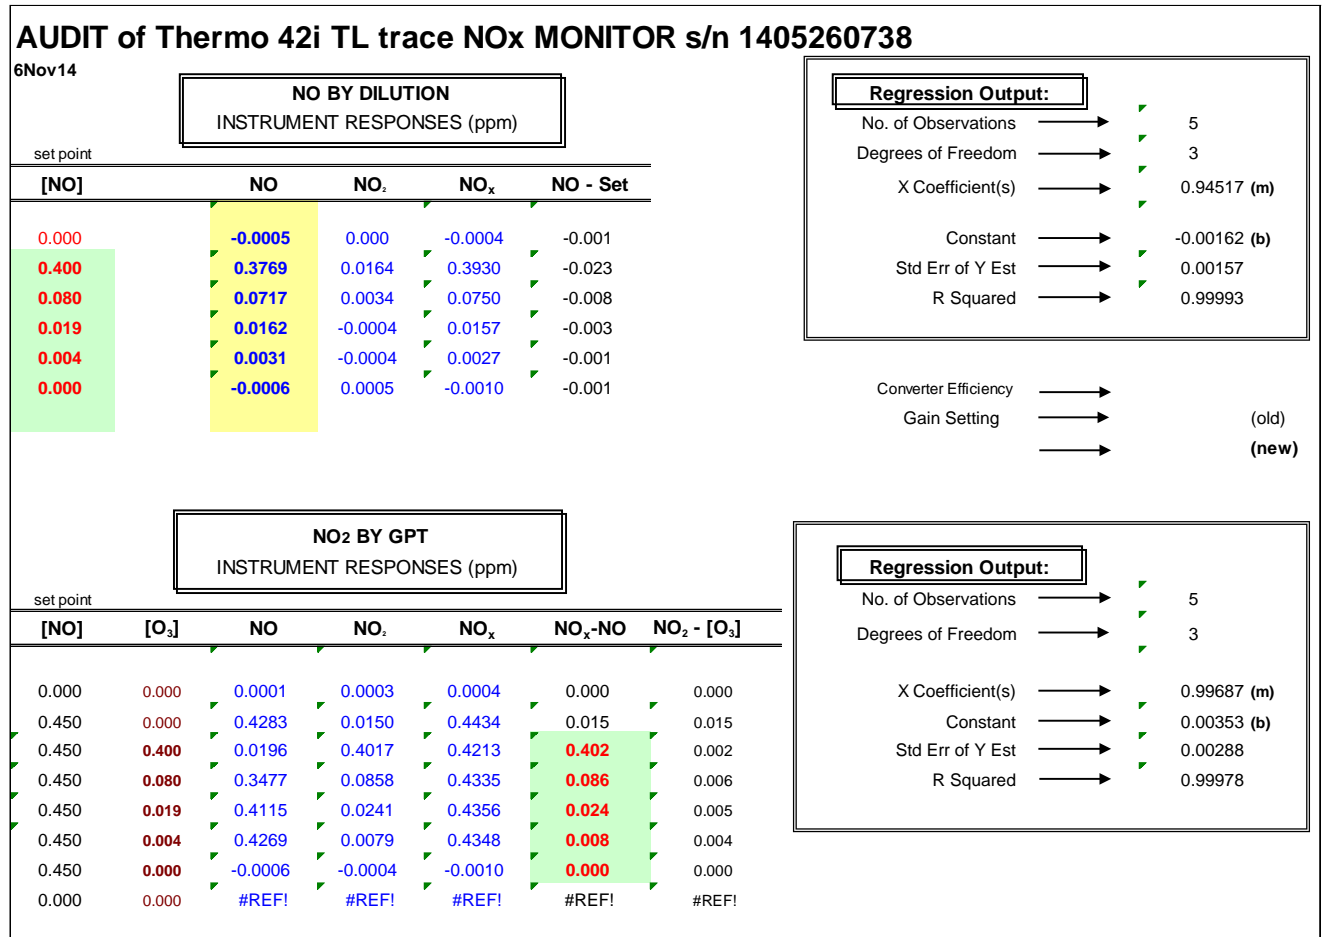 AUDIT of Thermo 42i TL trace NOx MONITOR s/n 1405260738
6Nov14
NO BY DILUTION
INSTRUMENT RESPONSES (ppm)
set point
[NO] NO NO₂ NOₓ NO - Set
0.000 -0.0005 0.000 -0.0004 -0.001
0.400 0.3769 0.0164 0.3930 -0.023
0.080 0.0717 0.0034 0.0750 -0.008
0.019 0.0162 -0.0004 0.0157 -0.003
0.004 0.0031 -0.0004 0.0027 -0.001
0.000 -0.0006 0.0005 -0.0010 -0.001
Regression Output:
No. of Observations 5
Degrees of Freedom 3
X Coefficient(s) 0.94517 (m)
Constant -0.00162 (b)
Std Err of Y Est 0.00157
R Squared 0.99993
Converter Efficiency
Gain Setting (old)
(new)
NO2 BY GPT
INSTRUMENT RESPONSES (ppm)
set point
[NO] [O₃] NO NO₂ NOₓ NOₓ-NO NO₂ - [O₃]
0.000 0.000 0.0001 0.0003 0.0004 0.000 0.000
0.450 0.000 0.4283 0.0150 0.4434 0.015 0.015
0.450 0.400 0.0196 0.4017 0.4213 0.402 0.002
0.450 0.080 0.3477 0.0858 0.4335 0.086 0.006
0.450 0.019 0.4115 0.0241 0.4356 0.024 0.005
0.450 0.004 0.4269 0.0079 0.4348 0.008 0.004
0.450 0.000 -0.0006 -0.0004 -0.0010 0.000 0.000
0.000 0.000 #REF! #REF! #REF! #REF! #REF!
Regression Output:
No. of Observations 5
Degrees of Freedom 3
X Coefficient(s) 0.99687 (m)
Constant 0.00353 (b)
Std Err of Y Est 0.00288
R Squared 0.99978